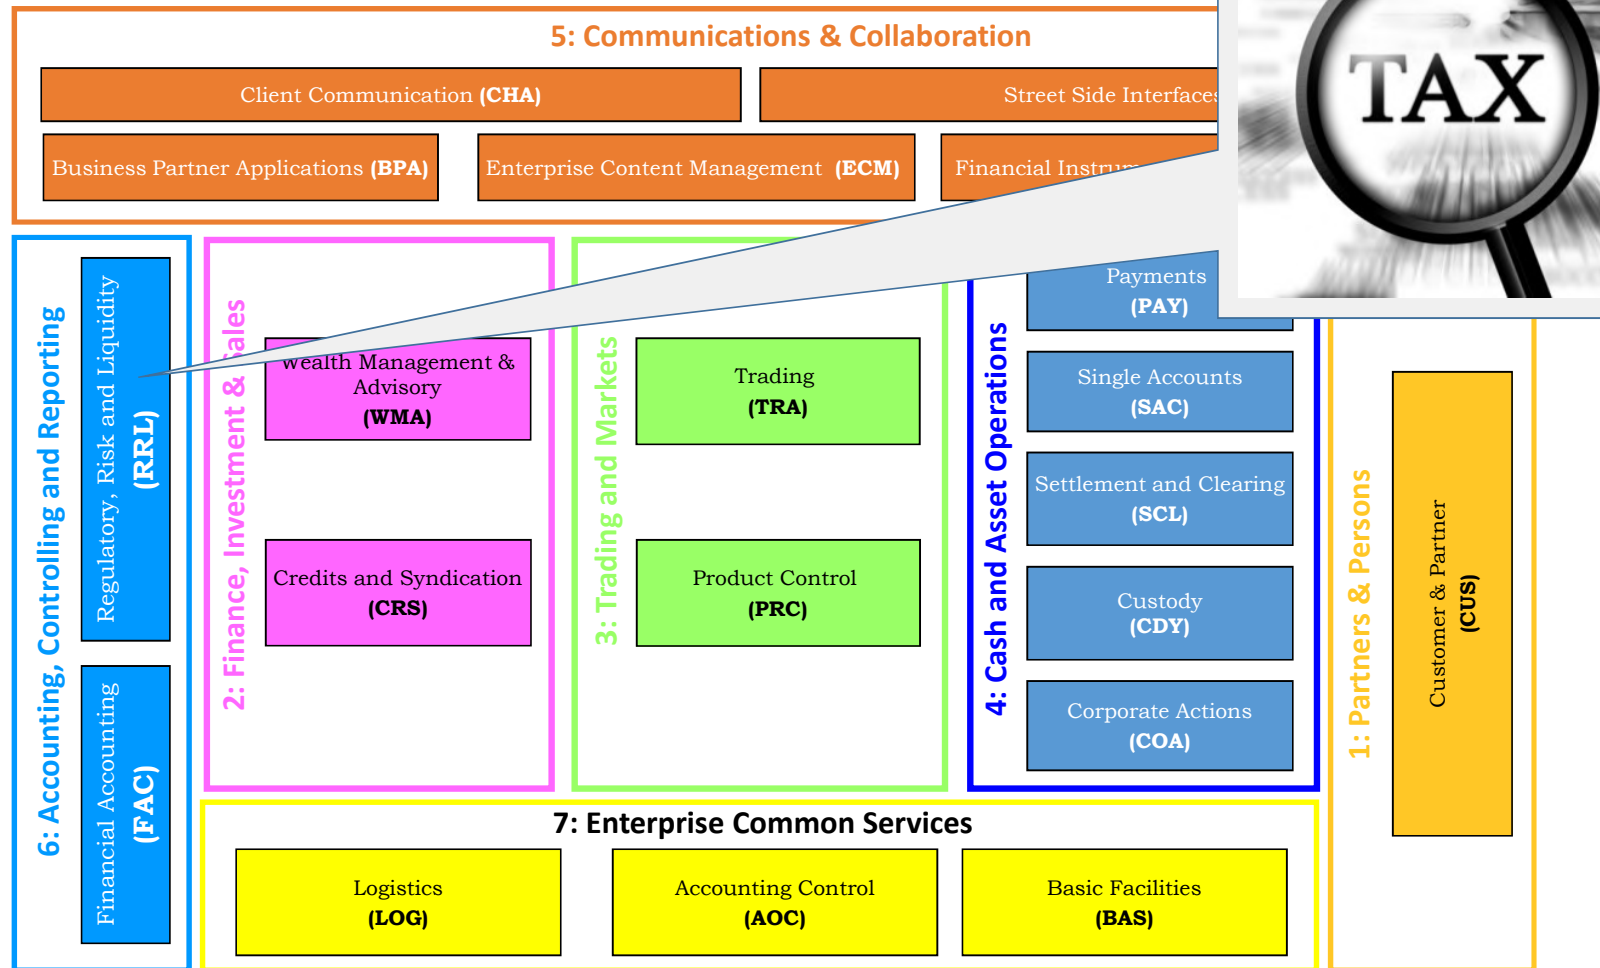 5: Communications & Collaboration
Client Communication (CHA)
Street Side Interfaces
Business Partner Applications (BPA)
Enterprise Content Management (ECM)
Financial
TAX
6: Accounting, Controlling and Reporting
Regulatory, Risk and Liquidity
(RRL)
Financial Accounting
(FAC)
2: Finance, Investment & Sales
Wealth Management &
Advisory
(WMA)
Credits and Syndication
(CRS)
3: Trading and Markets
Trading
(TRA)
Product Control
(PRC)
4: Cash and Asset Operations
Payments
(PAY)
Single Accounts
(SAC)
Settlement and Clearing
(SCL)
Custody
(CDY)
Corporate Actions
(COA)
1: Partners & Persons
Customer & Partner
(CUS)
7: Enterprise Common Services
Logistics
(LOG)
Accounting Control
(AOC)
Basic Facilities
(BAS)